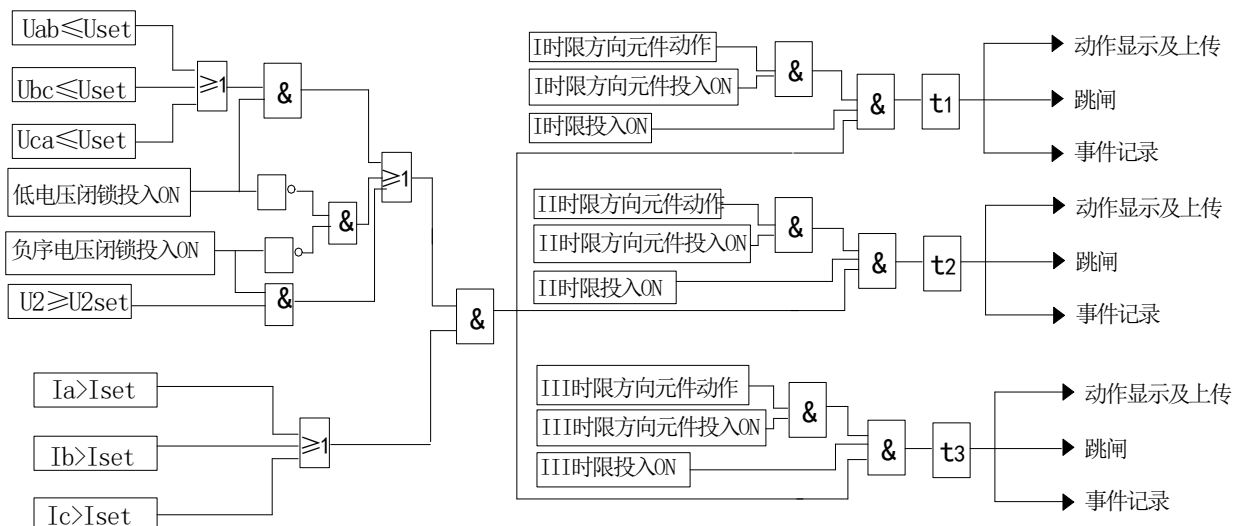 Uab≤Uset
Ubc≤Uset
Uca≤Uset
≥1
&
低电压闭锁投入ON
负序电压闭锁投入ON
&
≥1
U2≥U2set
&
&
Ia>Iset
Ib>Iset
Ic>Iset
≥1
I时限方向元件动作
I时限方向元件投入ON
I时限投入ON
&
&
t1
动作显示及上传
跳闸
事件记录
II时限方向元件动作
II时限方向元件投入ON
II时限投入ON
&
&
t2
动作显示及上传
跳闸
事件记录
III时限方向元件动作
III时限方向元件投入ON
III时限投入ON
&
&
t3
动作显示及上传
跳闸
事件记录